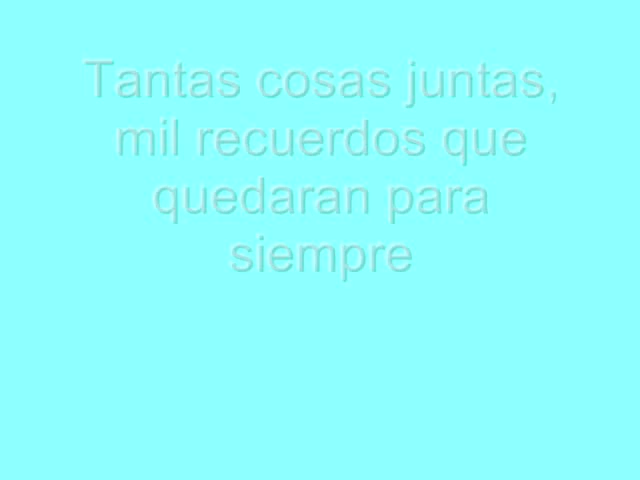 Tantas cosas juntas,
mil recuerdos que
quedaran para
siempre